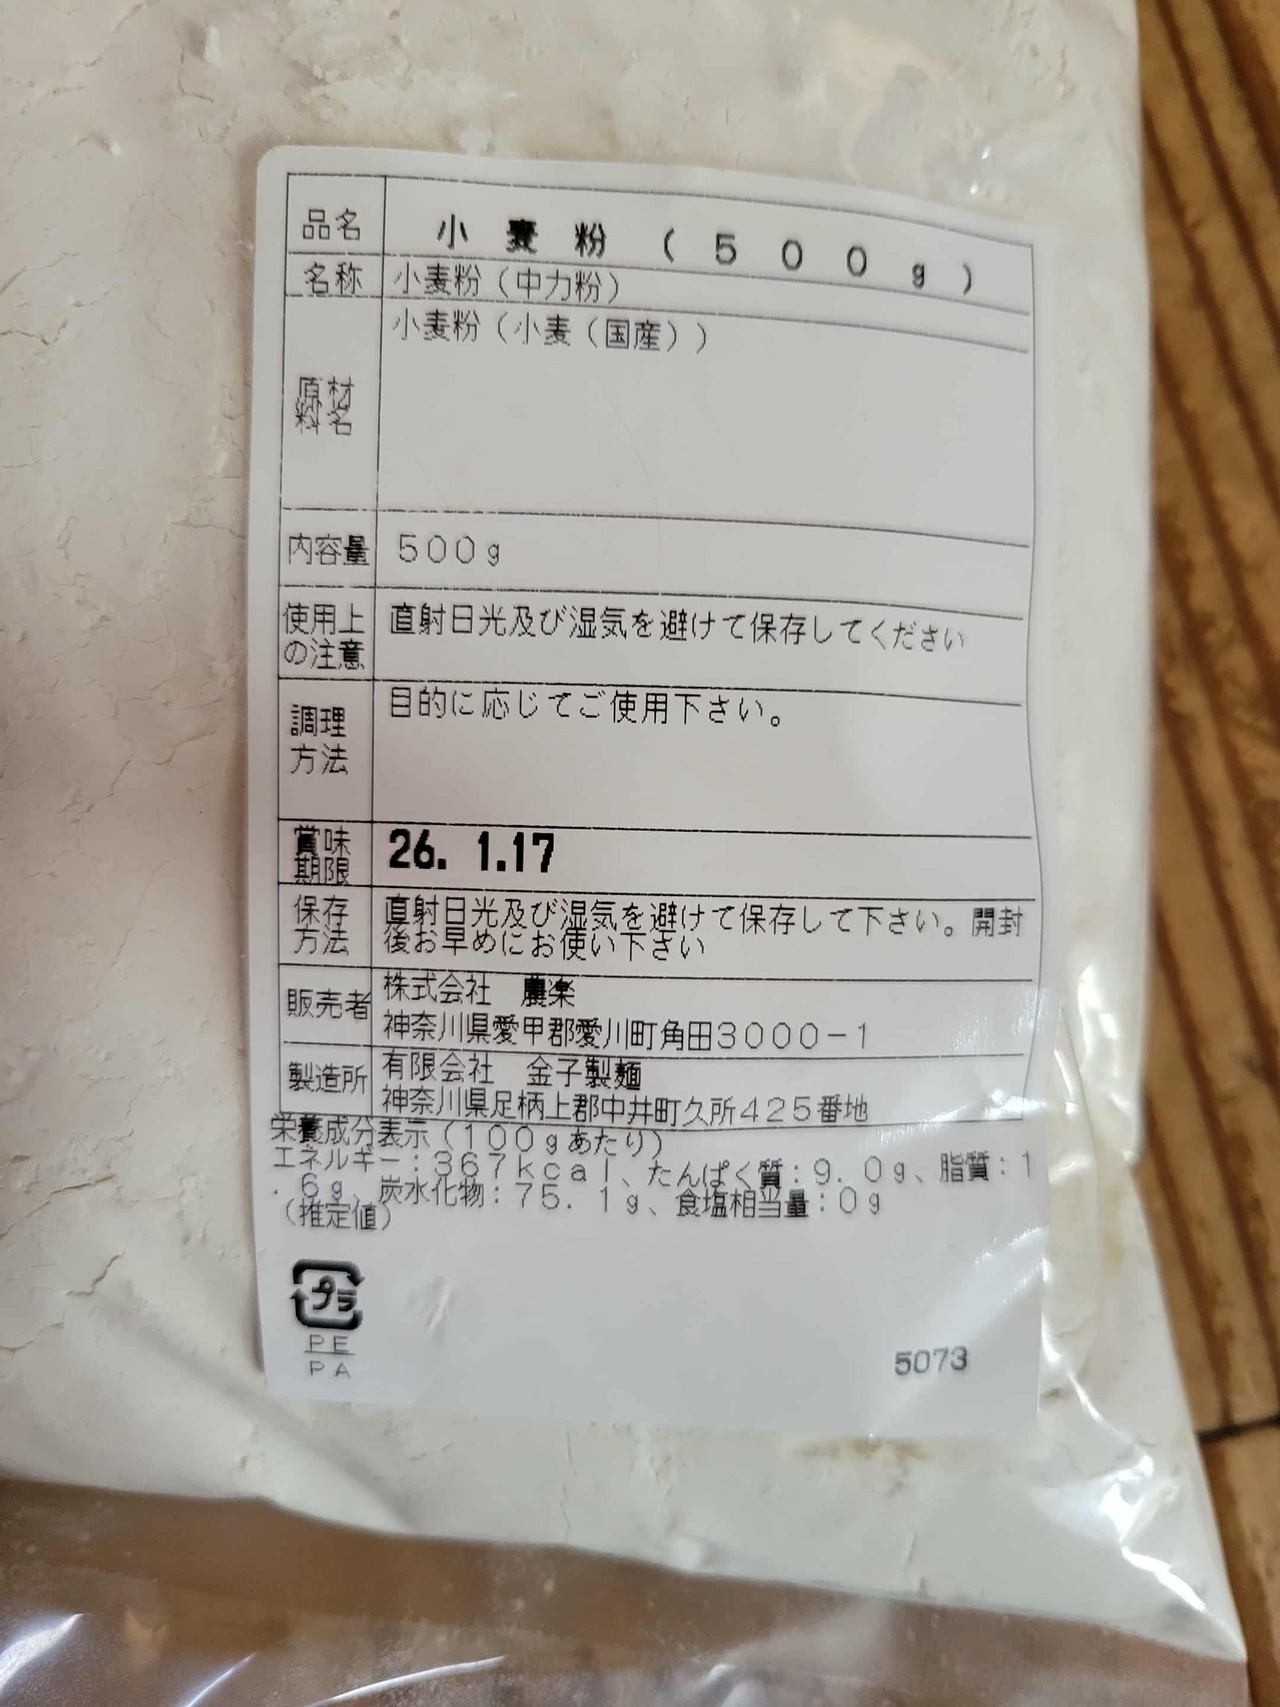 品名 小麦粉(500g)
名称 小麦粉(中力粉)
原材料名 小麦粉(小麦(国産))
内容量 500g
使用上の注意 直射日光及び湿気を避けて保存してください
調理方法 目的に応じてご使用下さい。
賞味期限 26. 1.17
保存方法 直射日光及び湿気を避けて保存して下さい。開封
後お早めにお使い下さい
販売者 株式会社 農楽
神奈川県愛甲郡愛川町角田3000-1
製造所 有限会社 金子製麺
神奈川県足柄上郡中井町久所425番地
栄養成分表示(100gあたり)
エネルギー:367kcal、たんぱく質:9.0g、脂質:1
.6g、炭水化物:75.1g、食塩相当量:0g
(推定値)
プラ
PE
PA
5073